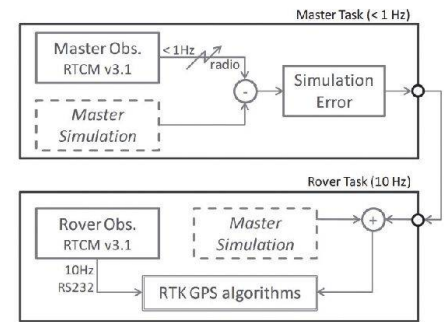 Master Task (< 1 Hz)
Master Obs.
RTCM v3.1
< 1Hz
radio
-
Simulation
Error
Master
Simulation
Rover Task (10 Hz)
Rover Obs.
RTCM v3.1
Master
Simulation
+
10Hz
RS232
RTK GPS algorithms